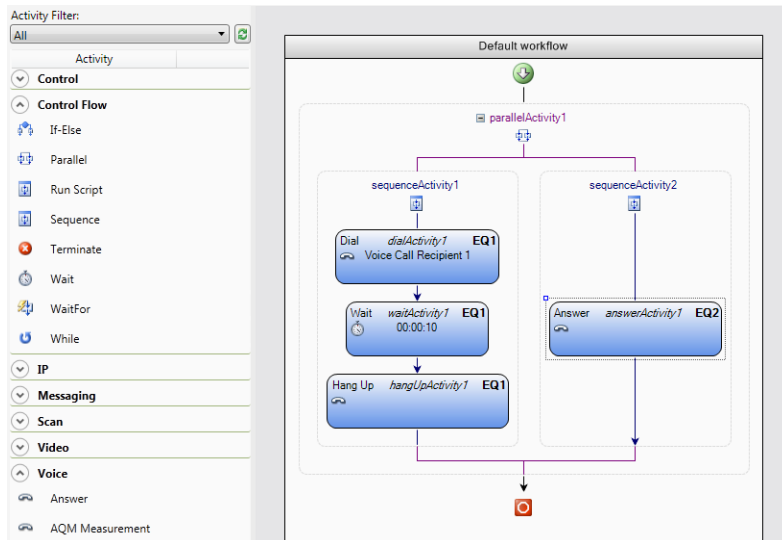 Activity Filter:
All
Activity
Control
Control Flow
If-Else
Parallel
Run Script
Sequence
Terminate
Wait
WaitFor
While
IP
Messaging
Scan
Video
Voice
Answer
AQM Measurement
Default workflow
parallelActivity1
sequenceActivity1
Dial dialActivity1 EQ1
Voice Call Recipient 1
Wait waitActivity1 EQ1
00:00:10
Hang Up hangUpActivity1 EQ1
sequenceActivity2
Answer answerActivity1 EQ2